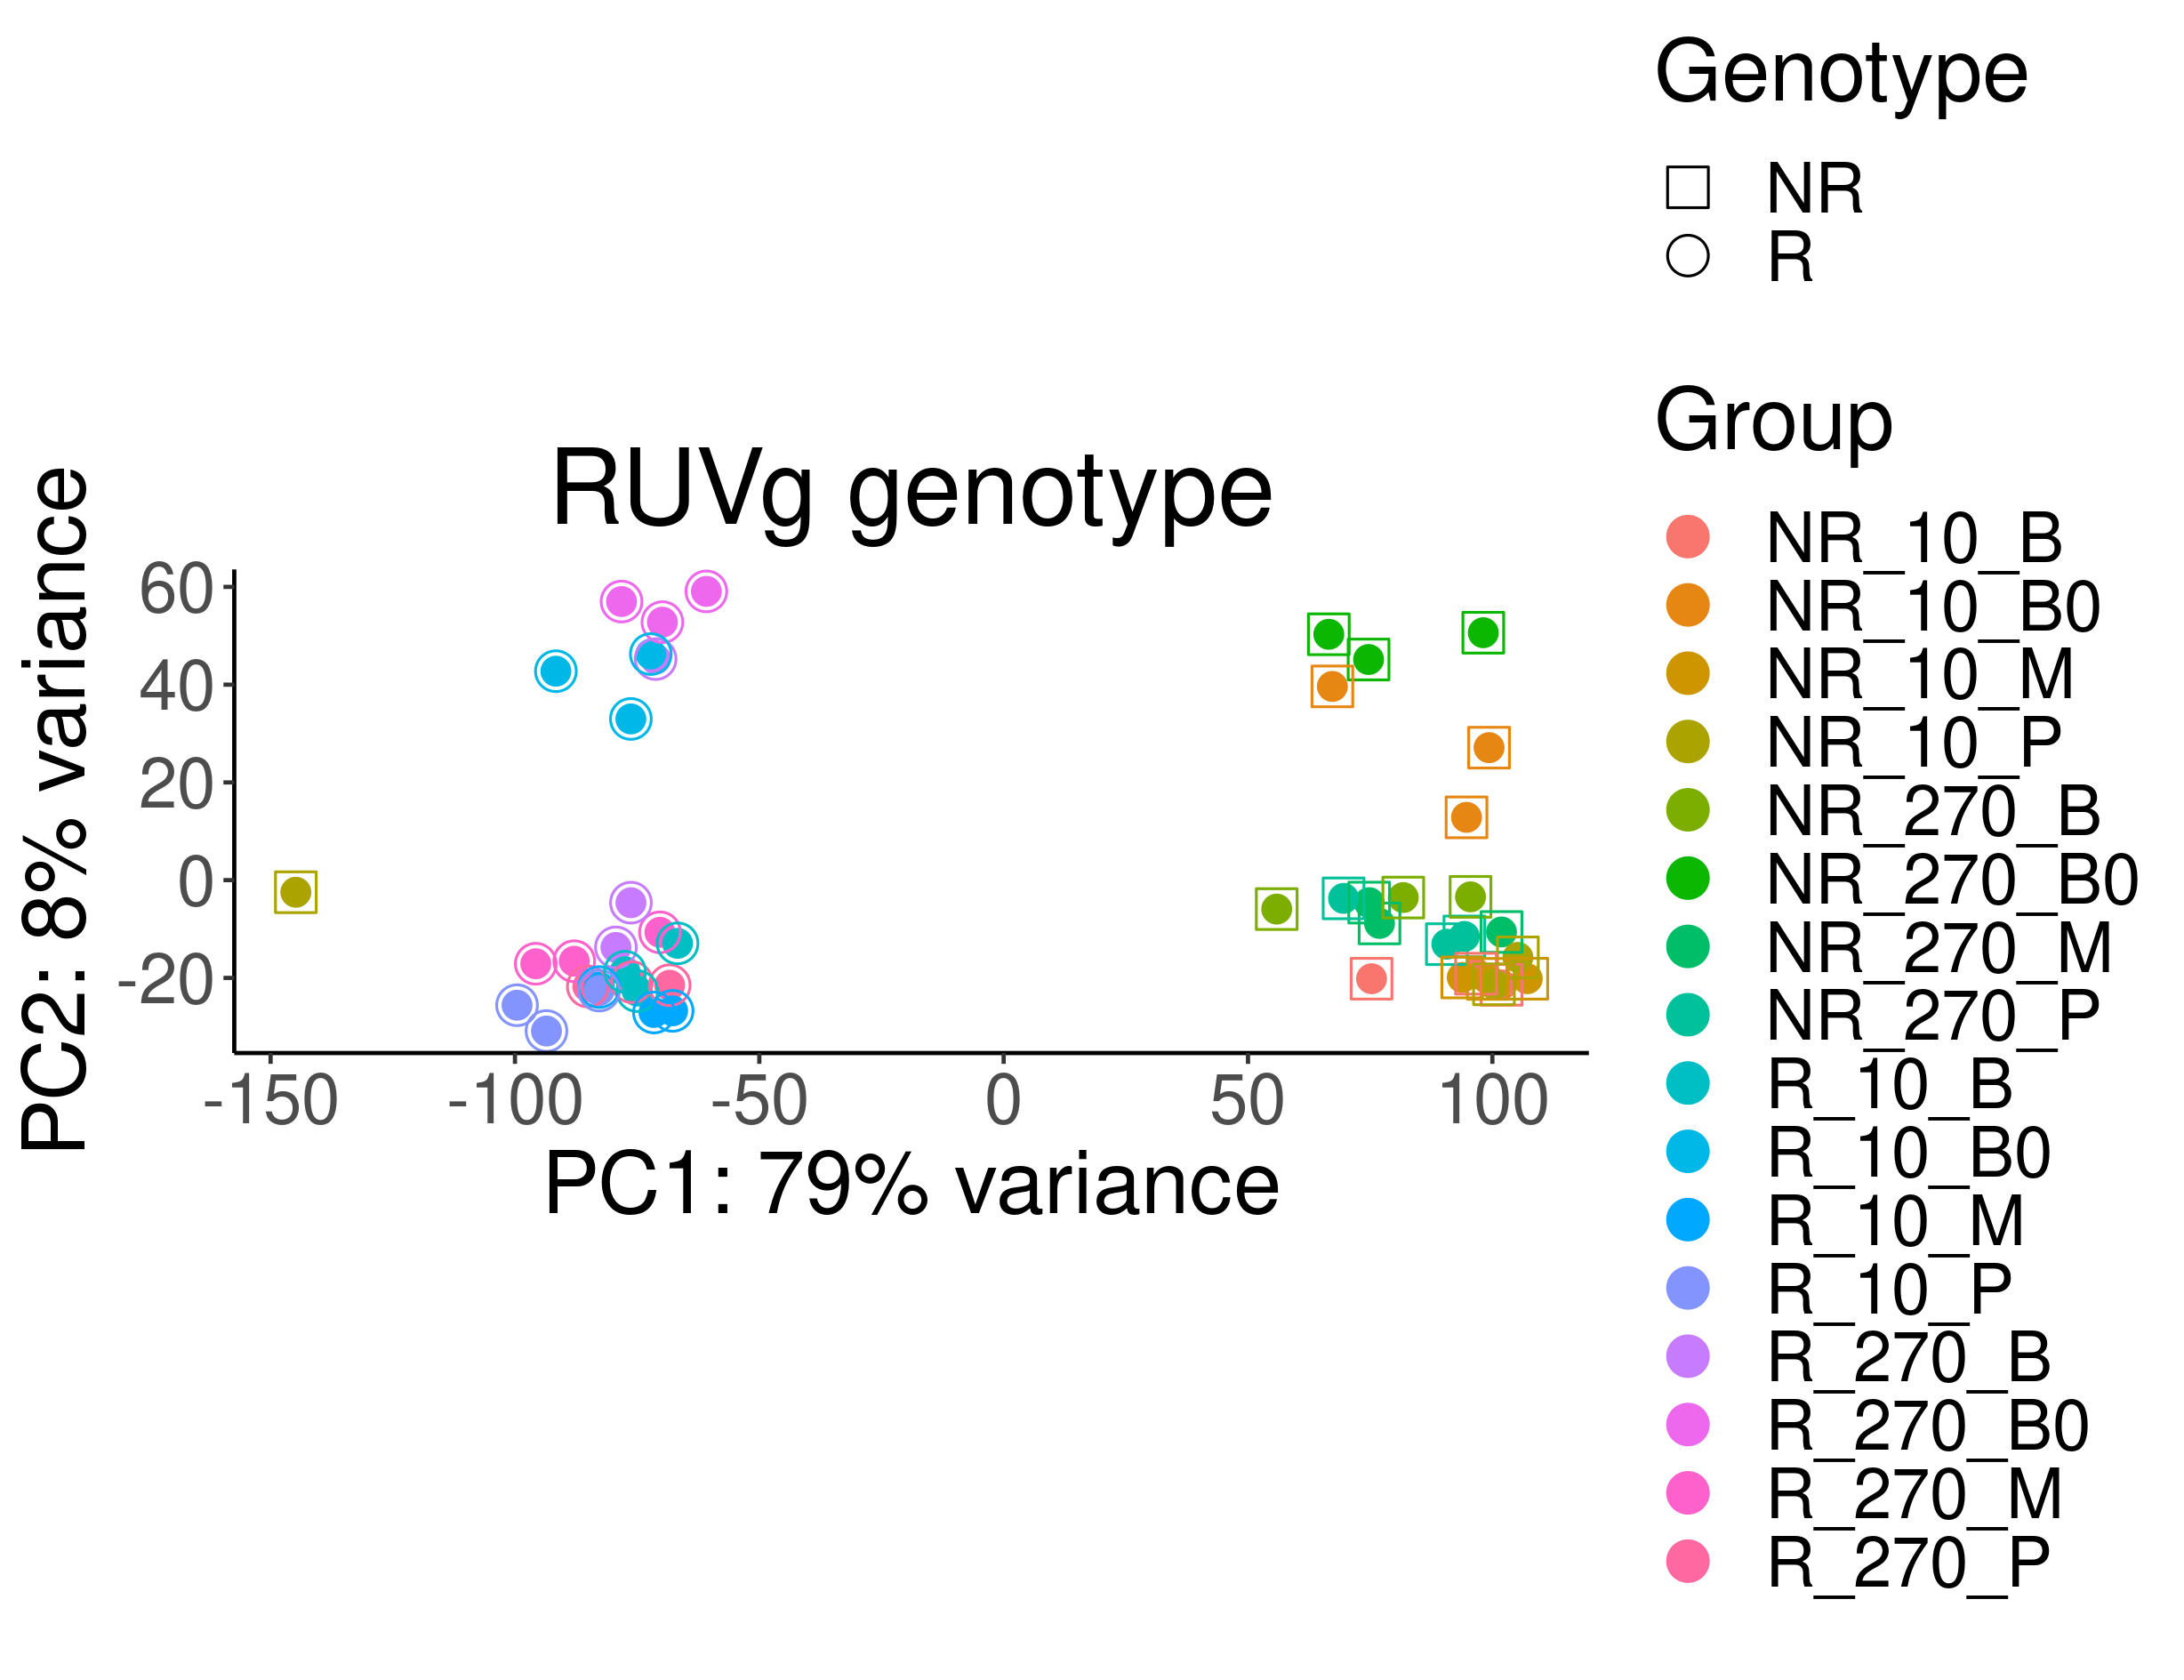 RUVg genotype
PC2: 8% variance
60
40
20
0
-20
-150
-100
-50
0
50
100
PC1: 79% variance
Genotype
NR
R
Group
NR_10_B
NR_10_B0
NR_10_M
NR_10_P
NR_270_B
NR_270_B0
NR_270_M
NR_270_P
R_10_B
R_10_B0
R_10_M
R_10_P
R_270_B
R_270_B0
R_270_M
R_270_P